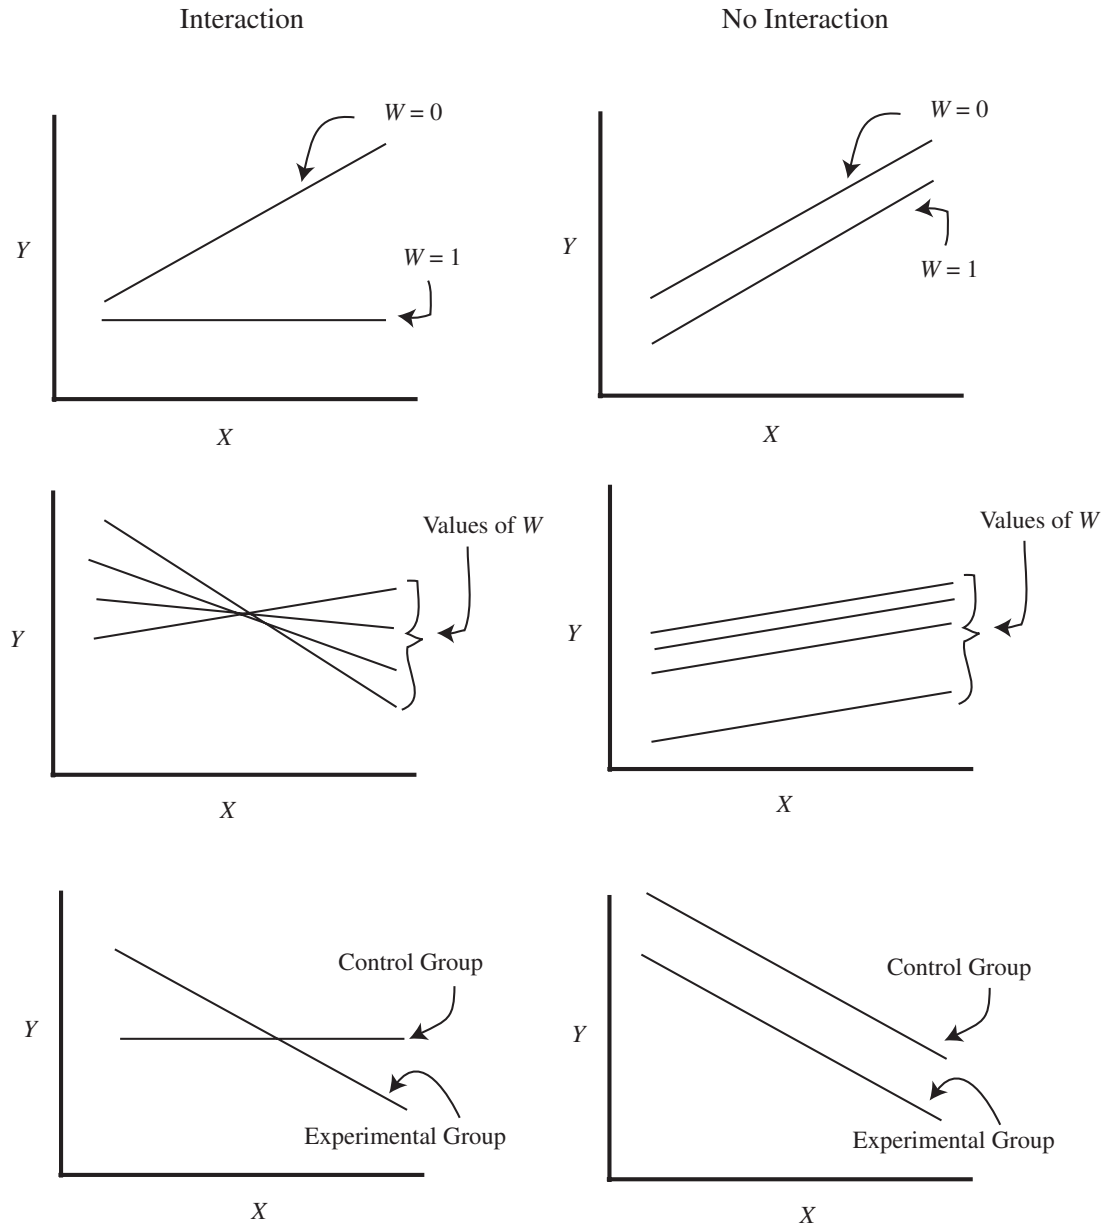 Interaction
No Interaction
W = 0
W = 0
Y
W = 1
Y
W = 1
X
X
Values of W
Values of W
Y
Y
X
X
Control Group
Control Group
Y
Y
Experimental Group
Experimental Group
X
X